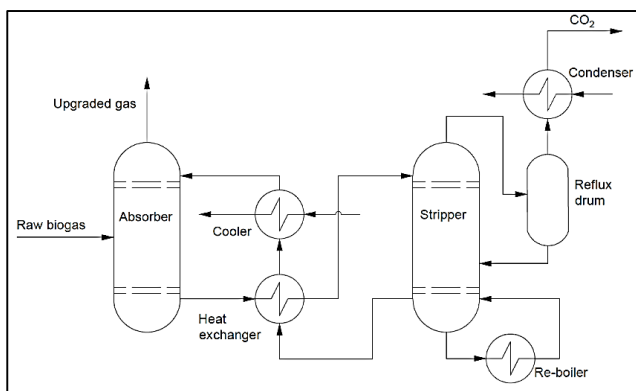 CO2
Condenser
Upgraded gas
Reflux
drum
Absorber
Stripper
Raw biogas
Cooler
Heat
exchanger
Re-boiler